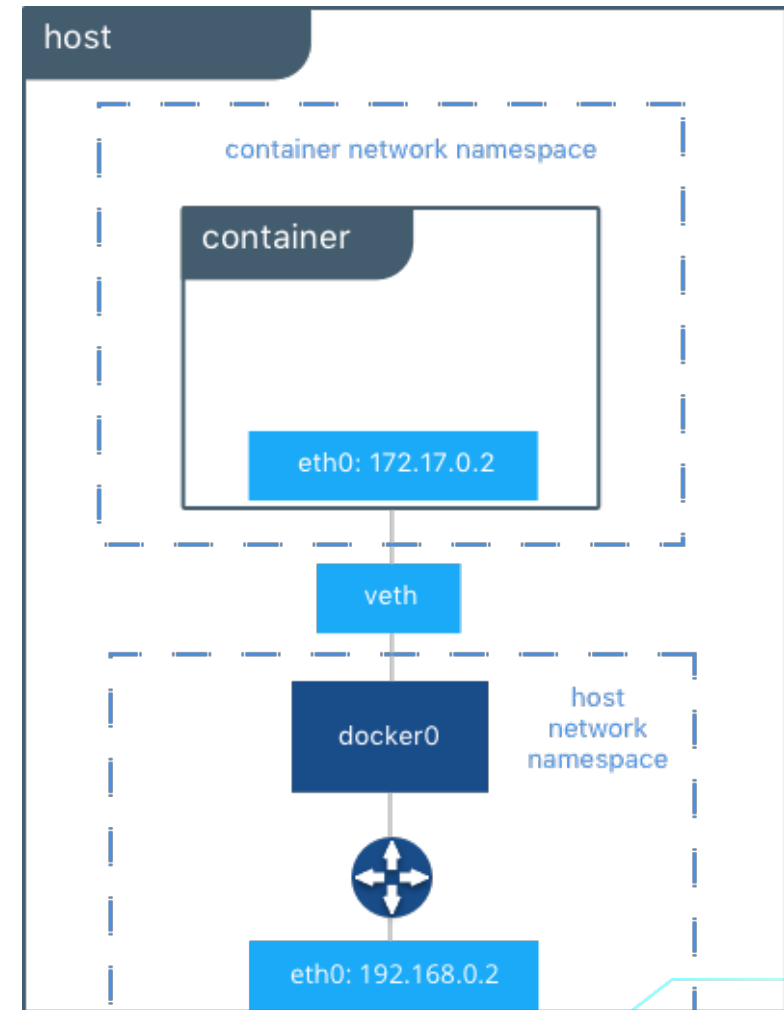 host
container network namespace
container
eth0: 172.17.0.2
veth
docker0
host
network
namespace
eth0: 192.168.0.2